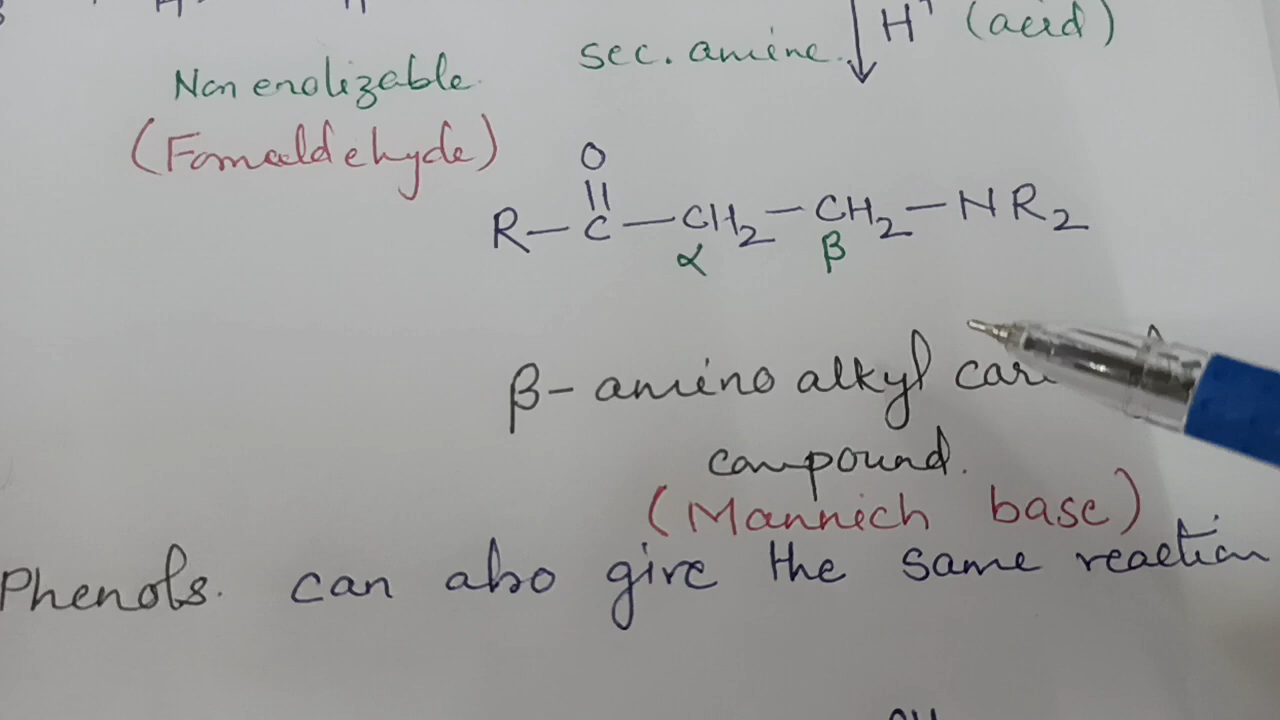 H⁺ (acid)
sec. amine.
Non enolizable
(Fomaldehyde)
O
R–C–CH₂–CH₂–NR₂
α β
β-amino alkyl
compound.
(Mannich base)
Phenols. can also give the same reaction